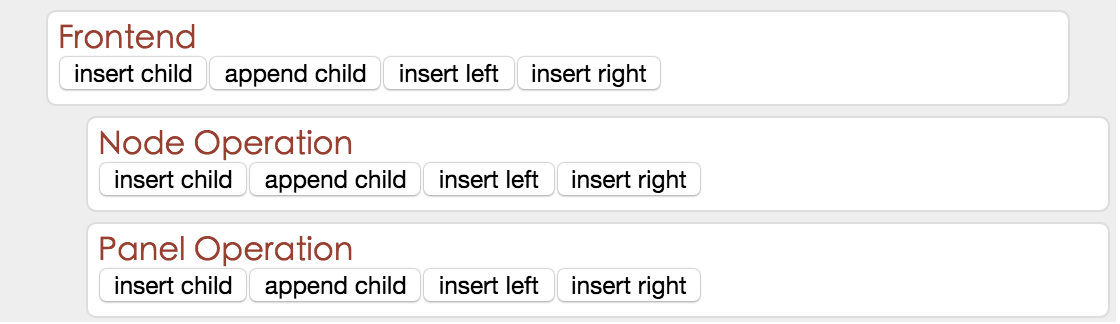 Frontend
insert child append child insert left insert right
Node Operation
insert child append child insert left insert right
Panel Operation
insert child append child insert left insert right